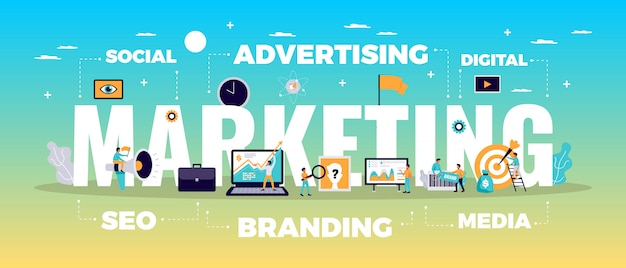 SOCIAL
ADVERTISING
DIGITAL
MARKETING
?
SEO
BRANDING
MEDIA